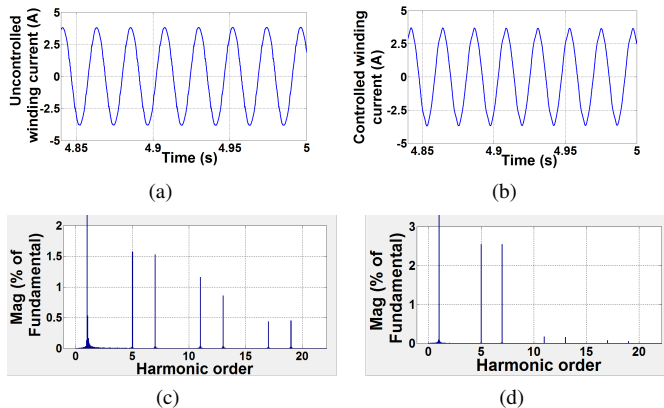 Uncontrolled
winding current (A)
5
2.5
0
-2.5
-5
4.85
4.9
4.95
5
Time (s)
(a)
Controlled winding
current (A)
5
2.5
0
-2.5
-5
4.85
4.9
4.95
5
Time (s)
(b)
Mag (% of
Fundamental)
2
1.5
1
0.5
0
0
5
10
15
20
Harmonic order
(c)
Mag (% of
Fundamental)
3
2
1
0
0
5
10
15
20
Harmonic order
(d)